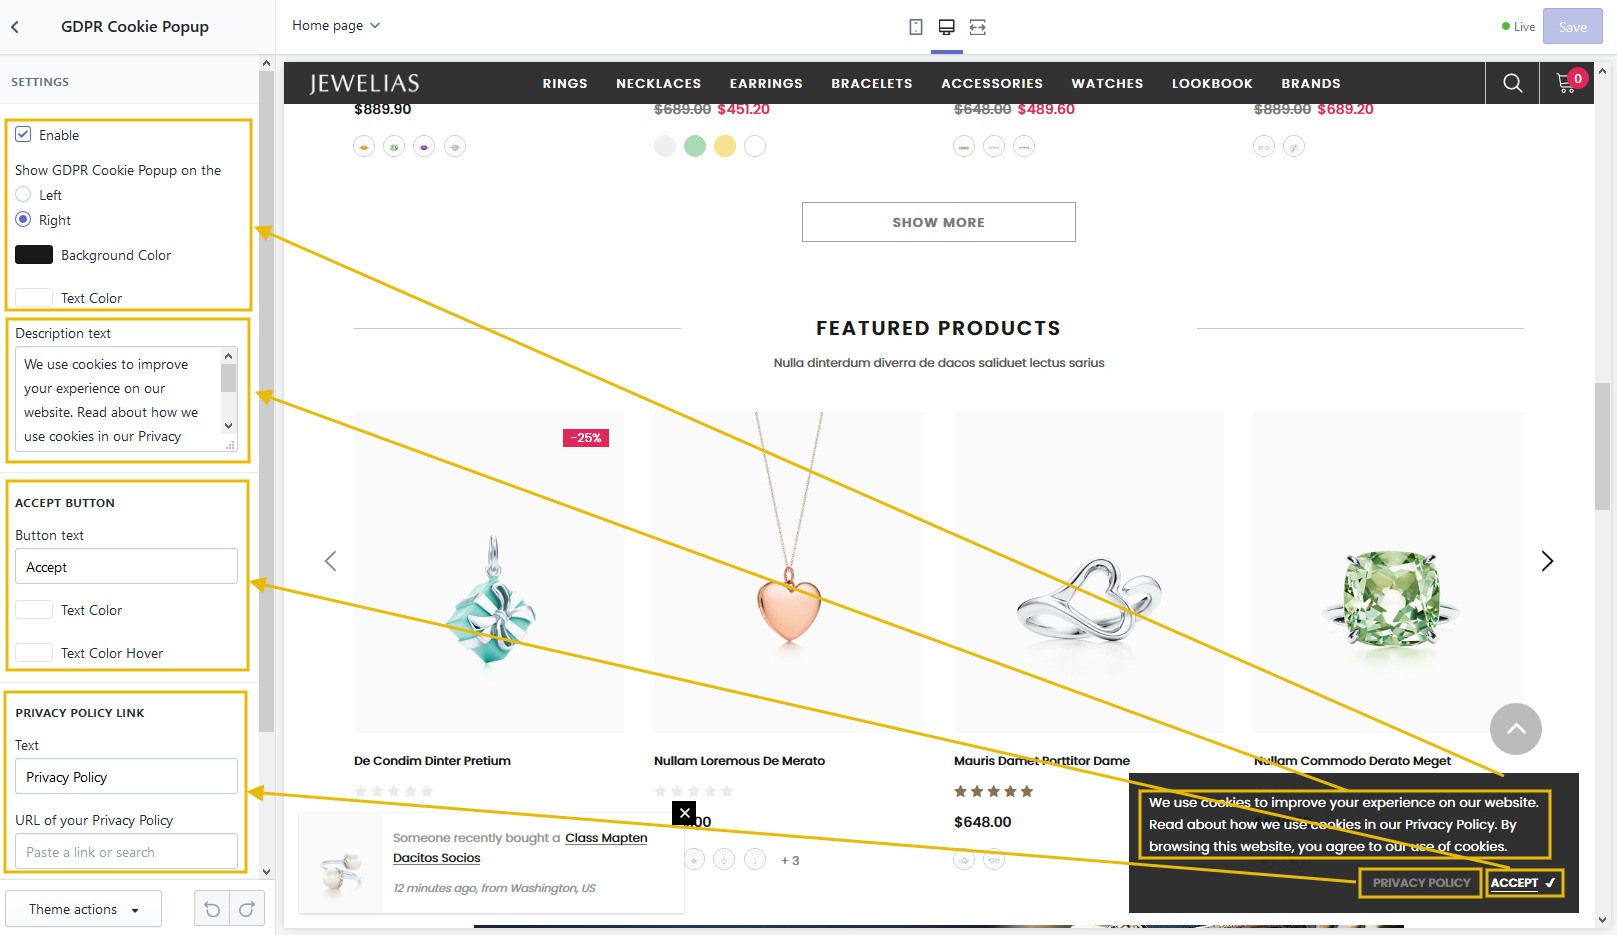 GDPR Cookie Popup
Home page
Live
Save
SETTINGS
Enable
Show GDPR Cookie Popup on the
Left
Right
Background Color
Text Color
Description text
We use cookies to improve
your experience on our
website. Read about how we
use cookies in our Privacy
ACCEPT BUTTON
Button text
Accept
Text Color
Text Color Hover
PRIVACY POLICY LINK
Text
Privacy Policy
URL of your Privacy Policy
Paste a link or search
Theme actions
JEWELIAS
RINGS NECKLACES EARRINGS BRACELETS ACCESSORIES WATCHES LOOKBOOK BRANDS
0
$889.90
$689.00 $451.20
$648.00 $489.60
$889.00 $689.20
SHOW MORE
FEATURED PRODUCTS
Nulla dinterdum diverra de dacos saliduet lectus sarius
-25%
De Condim Dinter Pretium
Nullam Loremous De Merato
Mauris Damet Porttitor Dame
Nullam Commodo Derato Meget
.00
$648.00
+ 3
Someone recently bought a Class Mapten
Dacitos Socios
12 minutes ago, from Washington, US
We use cookies to improve your experience on our website.
Read about how we use cookies in our Privacy Policy. By
browsing this website, you agree to our use of cookies.
PRIVACY POLICY
ACCEPT ✔